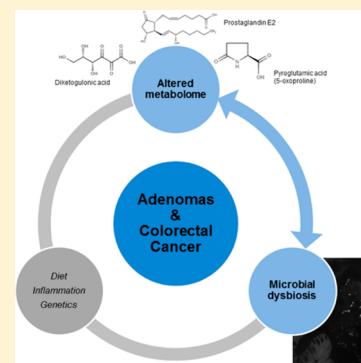 Prostaglandin E2
Diketogulonic acid
Altered
metabolome
Pyroglutamic acid
(5-oxoproline)
Adenomas
&
Colorectal
Cancer
Diet
Inflammation
Genetics
Microbial
dysbiosis